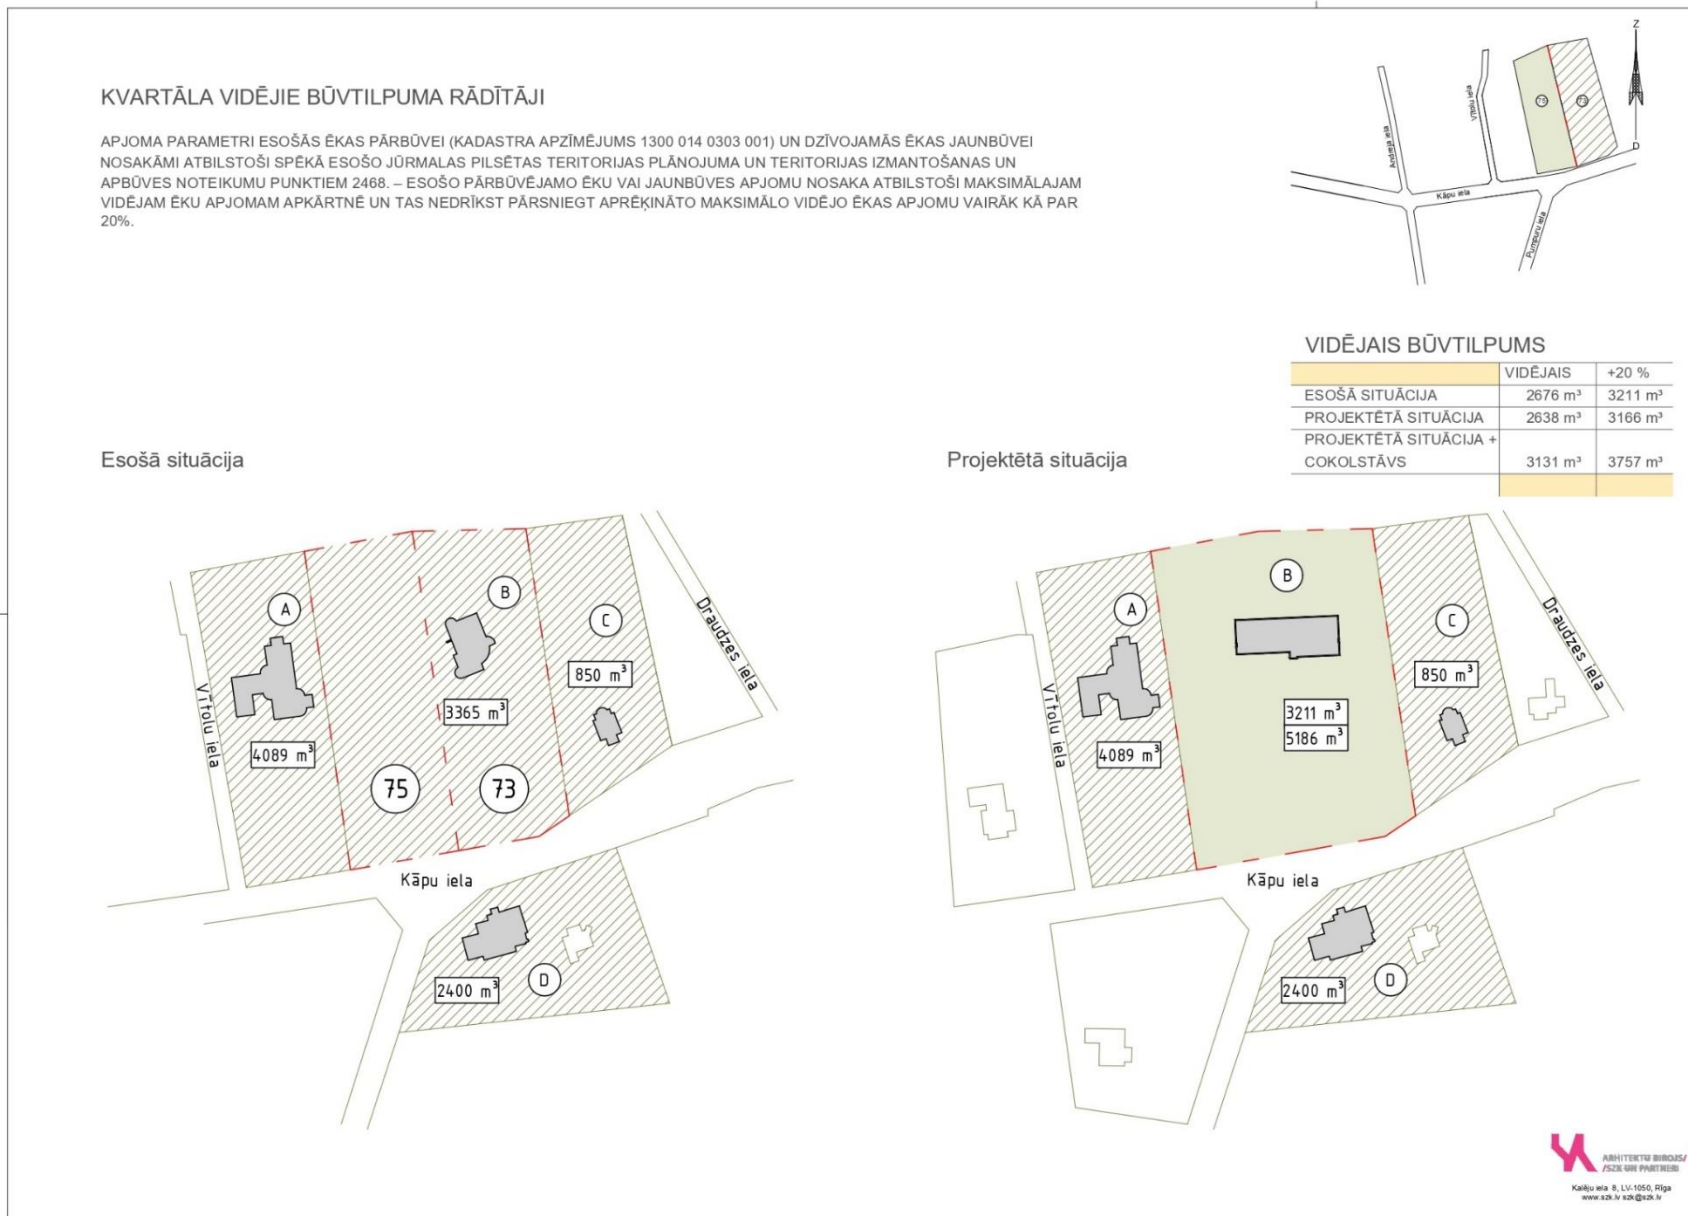 KVARTĀLA VIDĒJIE BŪVTILPUMA RĀDĪTĀJI
APJOMA PARAMETRI ESOŠĀS ĒKAS PĀRBŪVEI (KADASTRA APZĪMĒJUMS 1300 014 0303 001) UN DZĪVOJAMĀS ĒKAS JAUNBŪVEI
NOSAKĀMI ATBILSTOŠI SPĒKĀ ESOŠO JŪRMALAS PILSĒTAS TERITORIJAS PLĀNOJUMA UN TERITORIJAS IZMANTOŠANAS UN
APBŪVES NOTEIKUMU PUNKTIEM 2468. – ESOŠO PĀRBŪVĒJAMO ĒKU VAI JAUNBŪVES APJOMU NOSAKA ATBILSTOŠI MAKSIMĀLAJAM
VIDĒJAM ĒKU APJOMAM APKĀRTNĒ UN TAS NEDRĪKST PĀRSNIEGT APRĒĶINĀTO MAKSIMĀLO VIDĒJO ĒKAS APJOMU VAIRĀK KĀ PAR
20%.
Z
D
75
73
Andreja iela
Vītolu iela
Kāpu iela
Pumpuru iela
VIDĒJAIS BŪVTILPUMS
VIDĒJAIS +20 %
ESOŠĀ SITUĀCIJA 2676 m³ 3211 m³
PROJEKTĒTĀ SITUĀCIJA 2638 m³ 3166 m³
PROJEKTĒTĀ SITUĀCIJA +
COKOLSTĀVS 3131 m³ 3757 m³
Esošā situācija
A
B
C
850 m³
3365 m³
4089 m³
75
73
Vītolu iela
Draudzes iela
Kāpu iela
2400 m³
D
Projektētā situācija
A
B
C
850 m³
3211 m³
5186 m³
4089 m³
Vītolu iela
Draudzes iela
Kāpu iela
2400 m³
D
ARHITEKTU BIROJS/
/SZK UN PARTNERI
Kalēju iela 8, LV-1050, Rīga
www.szk.lv szk@szk.lv